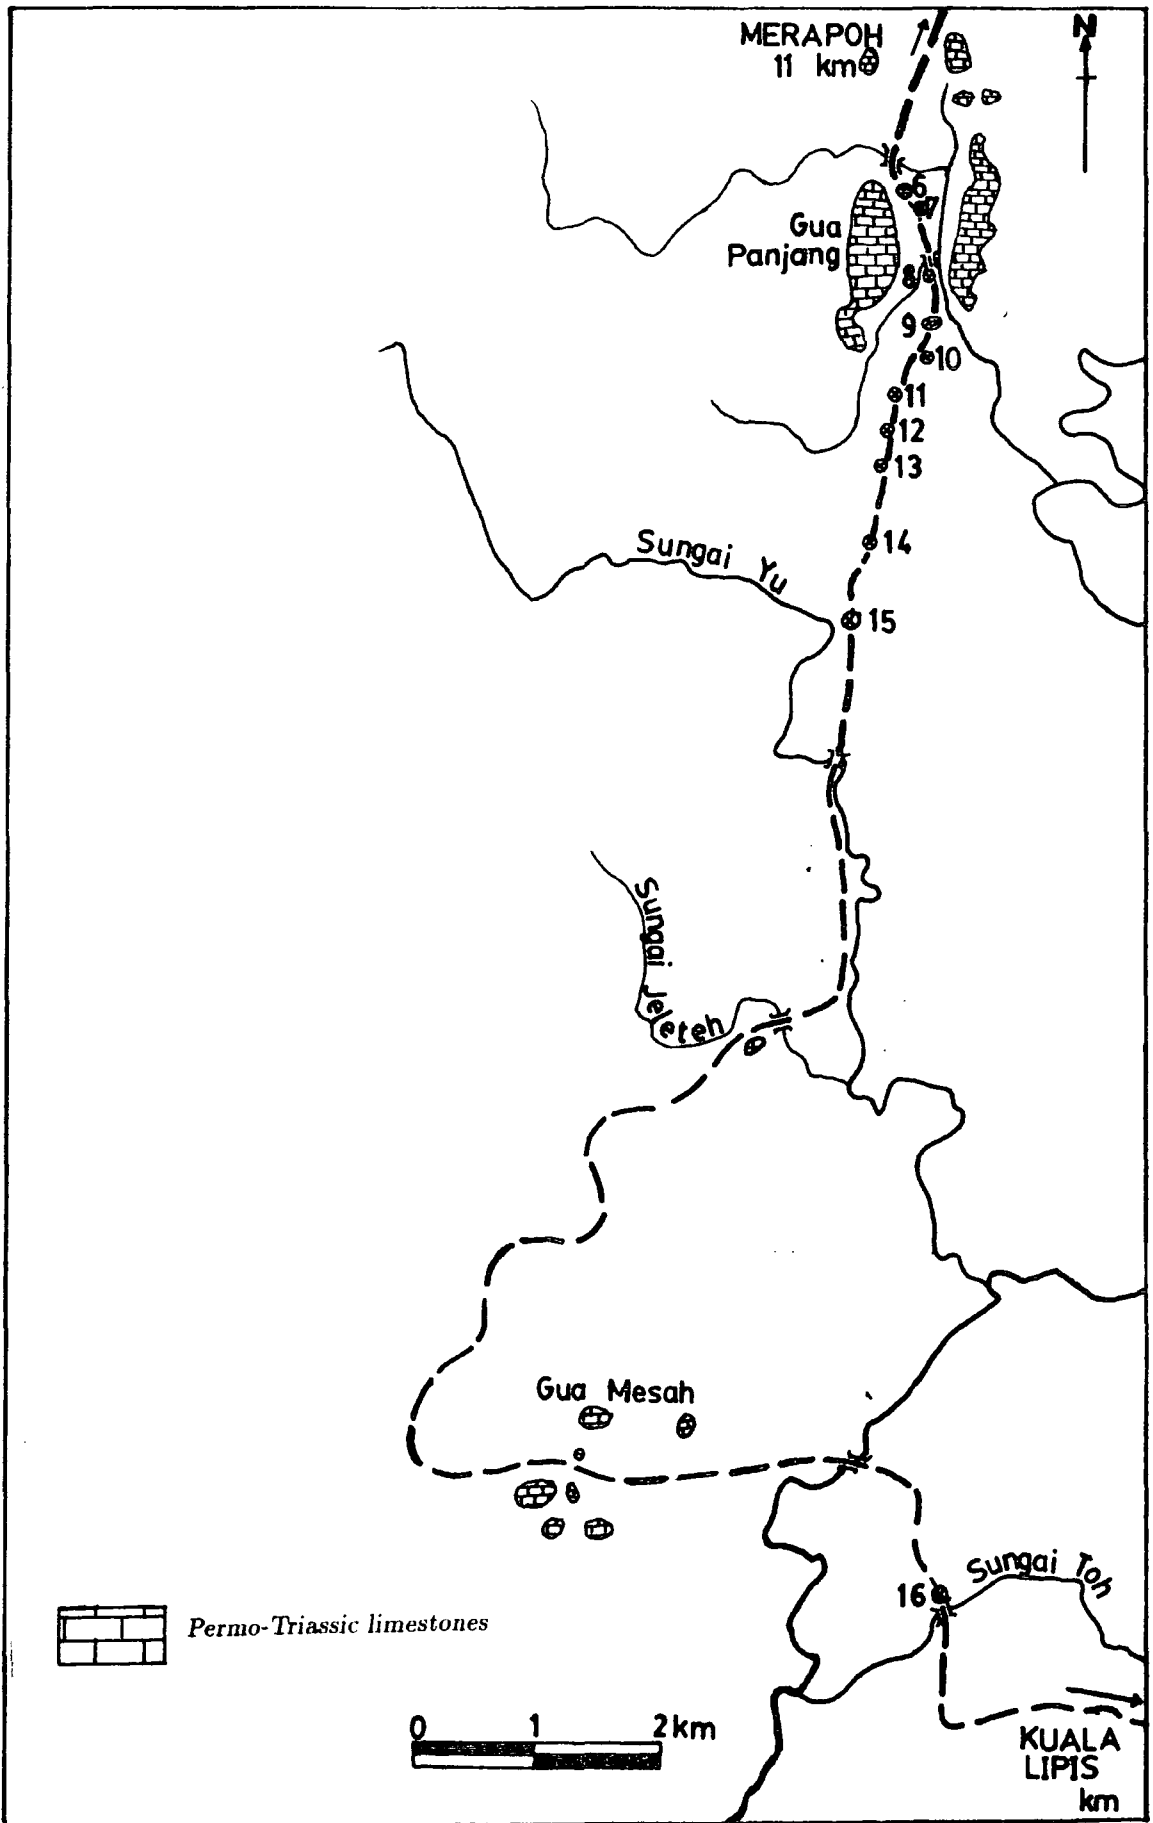 MERAPOH
11 km
N
6
7
Gua
Panjang
8
9
10
11
12
13
14
Sungai Yu
15
Sungai Jeleteh
Gua Mesah
Sungai Toh
16
Permo-Triassic limestones
0 1 2 km
KUALA
LIPIS
km